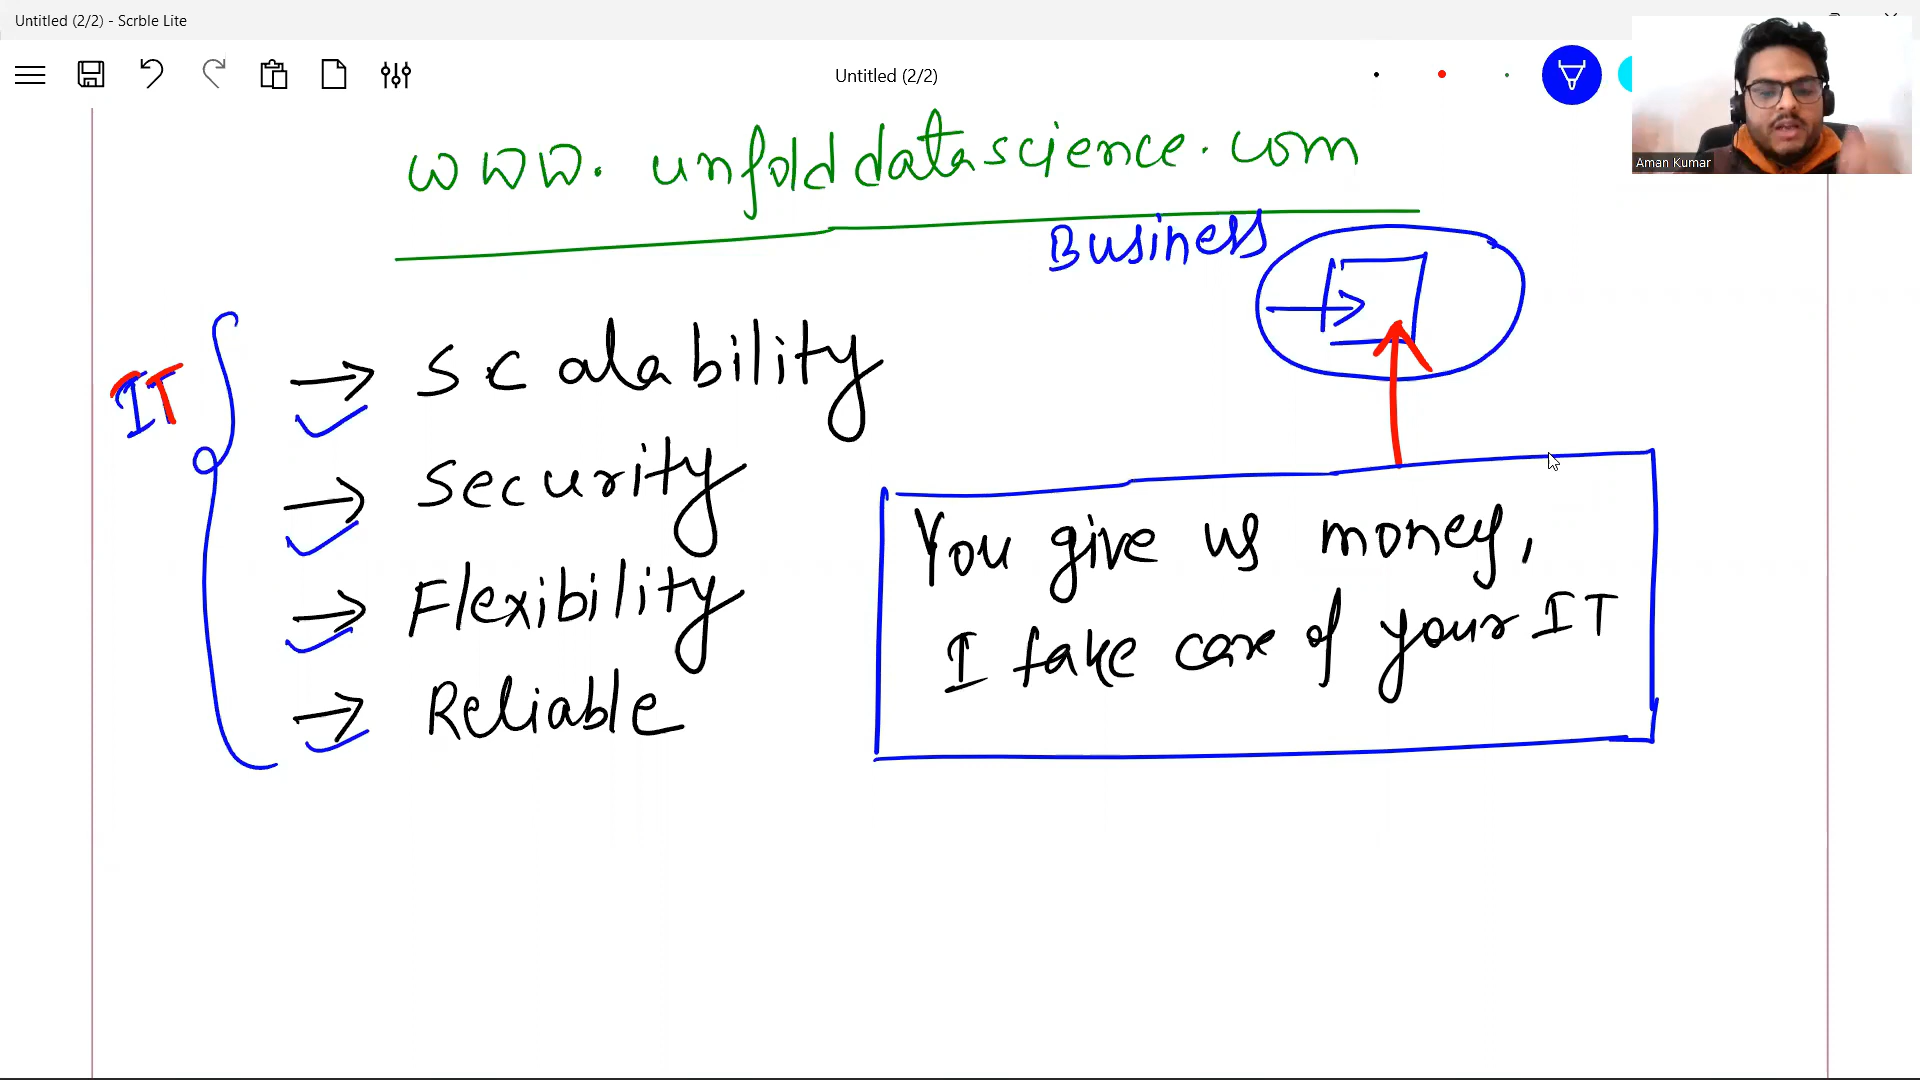 Untitled (2/2) - Scrble Lite
Untitled (2/2)
Aman Kumar
www.unfolddatascience.com
Business
IT
→ Scalability
→ Security
→ Flexibility
→ Reliable
You give us money,
I take care of your IT